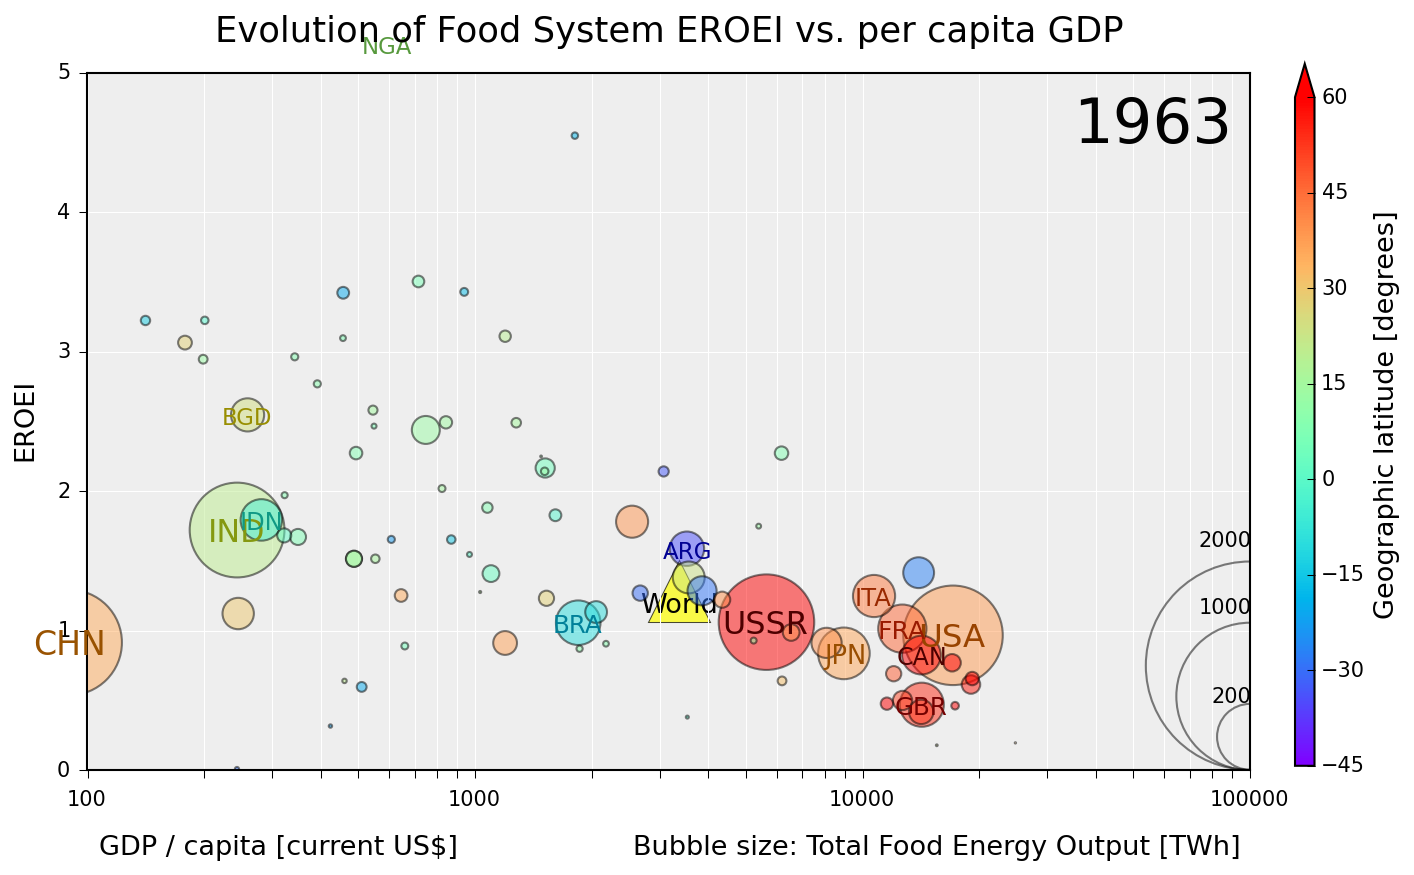 Evolution of Food System EROEI vs. per capita GDP
NGA
1963
5
4
3
2
1
0
EROEI
BGD
IND
IDN
CHN
BRA
ARG
World
USSR
ITA
FRA
USA
JPN
CAN
GBR
2000
1000
200
100
1000
10000
100000
GDP / capita [current US$]
Bubble size: Total Food Energy Output [TWh]
60
45
30
15
0
−15
−30
−45
Geographic latitude [degrees]